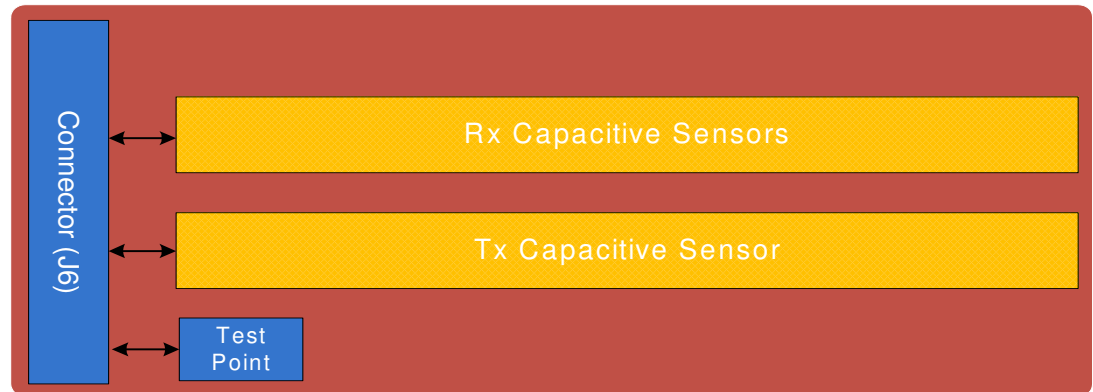 Connector (J6)
Rx Capacitive Sensors
Tx Capacitive Sensor
Test
Point